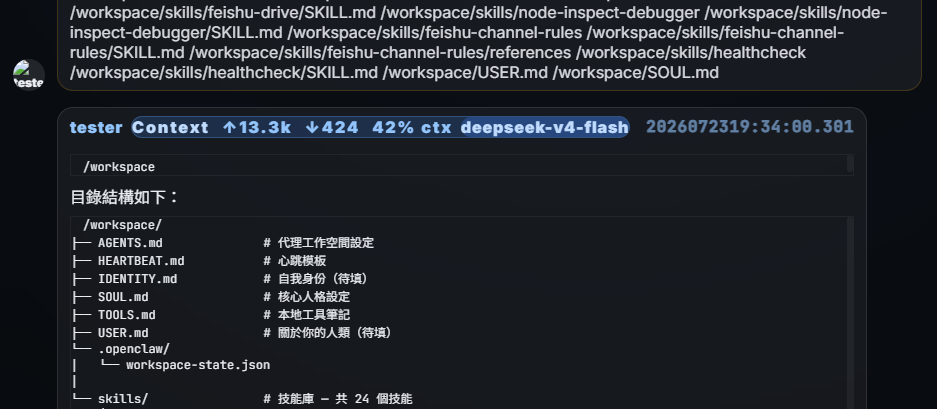 /workspace/skills/feishu-drive/SKILL.md /workspace/skills/node-inspect-debugger /workspace/skills/node-
inspect-debugger/SKILL.md /workspace/skills/feishu-channel-rules /workspace/skills/feishu-channel-
rules/SKILL.md /workspace/skills/feishu-channel-rules/references /workspace/skills/healthcheck
/workspace/skills/healthcheck/SKILL.md /workspace/USER.md /workspace/SOUL.md
tester Context ↑13.3k ↓424 42% ctx deepseek-v4-flash 2026072319:34:00.301
/workspace
目錄結構如下：
/workspace/
├── AGENTS.md # 代理工作空間設定
├── HEARTBEAT.md # 心跳模板
├── IDENTITY.md # 自我身份（待填）
├── SOUL.md # 核心人格設定
├── TOOLS.md # 本地工具筆記
├── USER.md # 關於你的人類（待填）
└── .openclaw/
│ └── workspace-state.json
│
└── skills/ # 技能庫 — 共 24 個技能